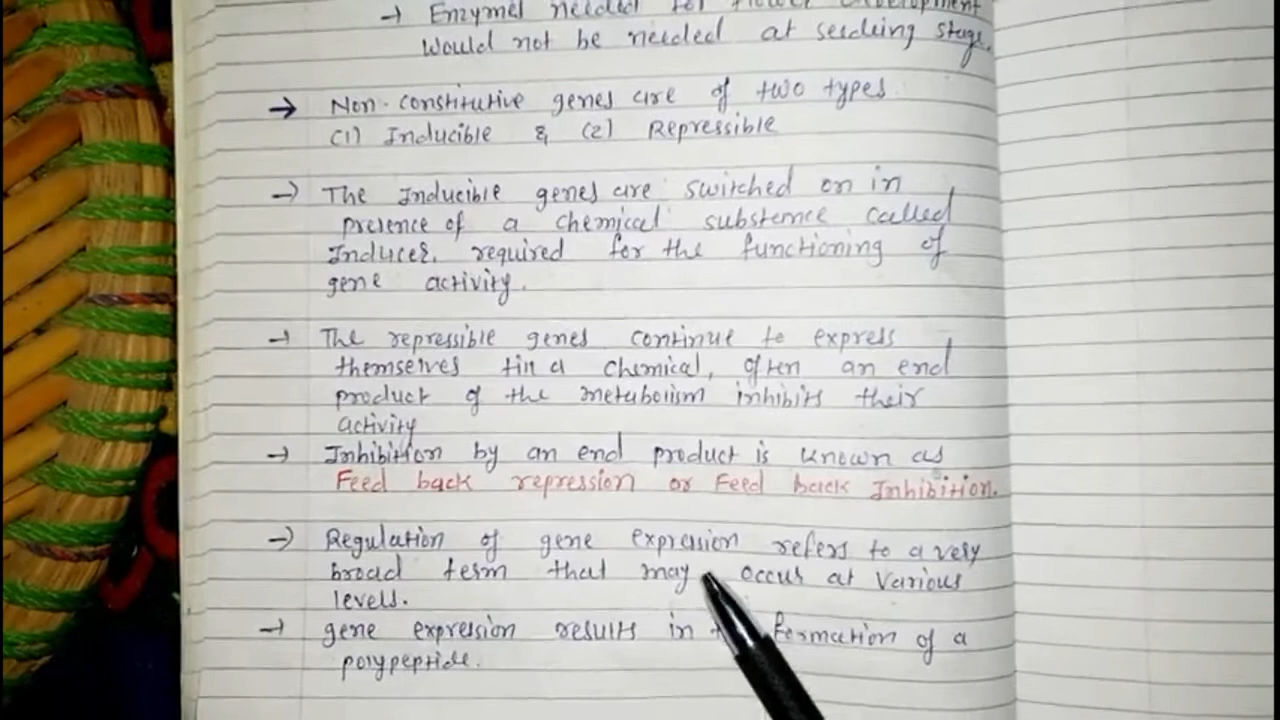 → Enzymes needed for flower development
would not be needed at seedling stage.
→ Non-constitutive genes are of two types
(1) Inducible & (2) Repressible
→ The Inducible genes are switched on in
presence of a chemical substance called
Inducer, required for the functioning of
gene activity.
→ The repressible genes continue to express
themselves till a chemical, often an end
product of the metabolism inhibits their
activity
→ Inhibition by an end product is known as
Feed back repression or Feed back Inhibition.
→ Regulation of gene expression refers to a very
broad term that may occur at various
levels.
→ gene expression results in formation of a
polypeptide.